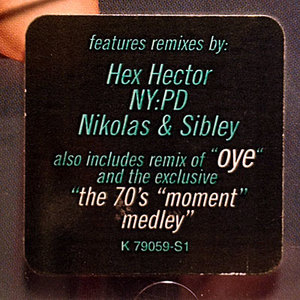 features remixes by:
Hex Hector
NY:PD
Nikolas & Sibley
also includes remix of "oye"
and the exclusive
"the 70's "moment"
medley"
K 79059-S1